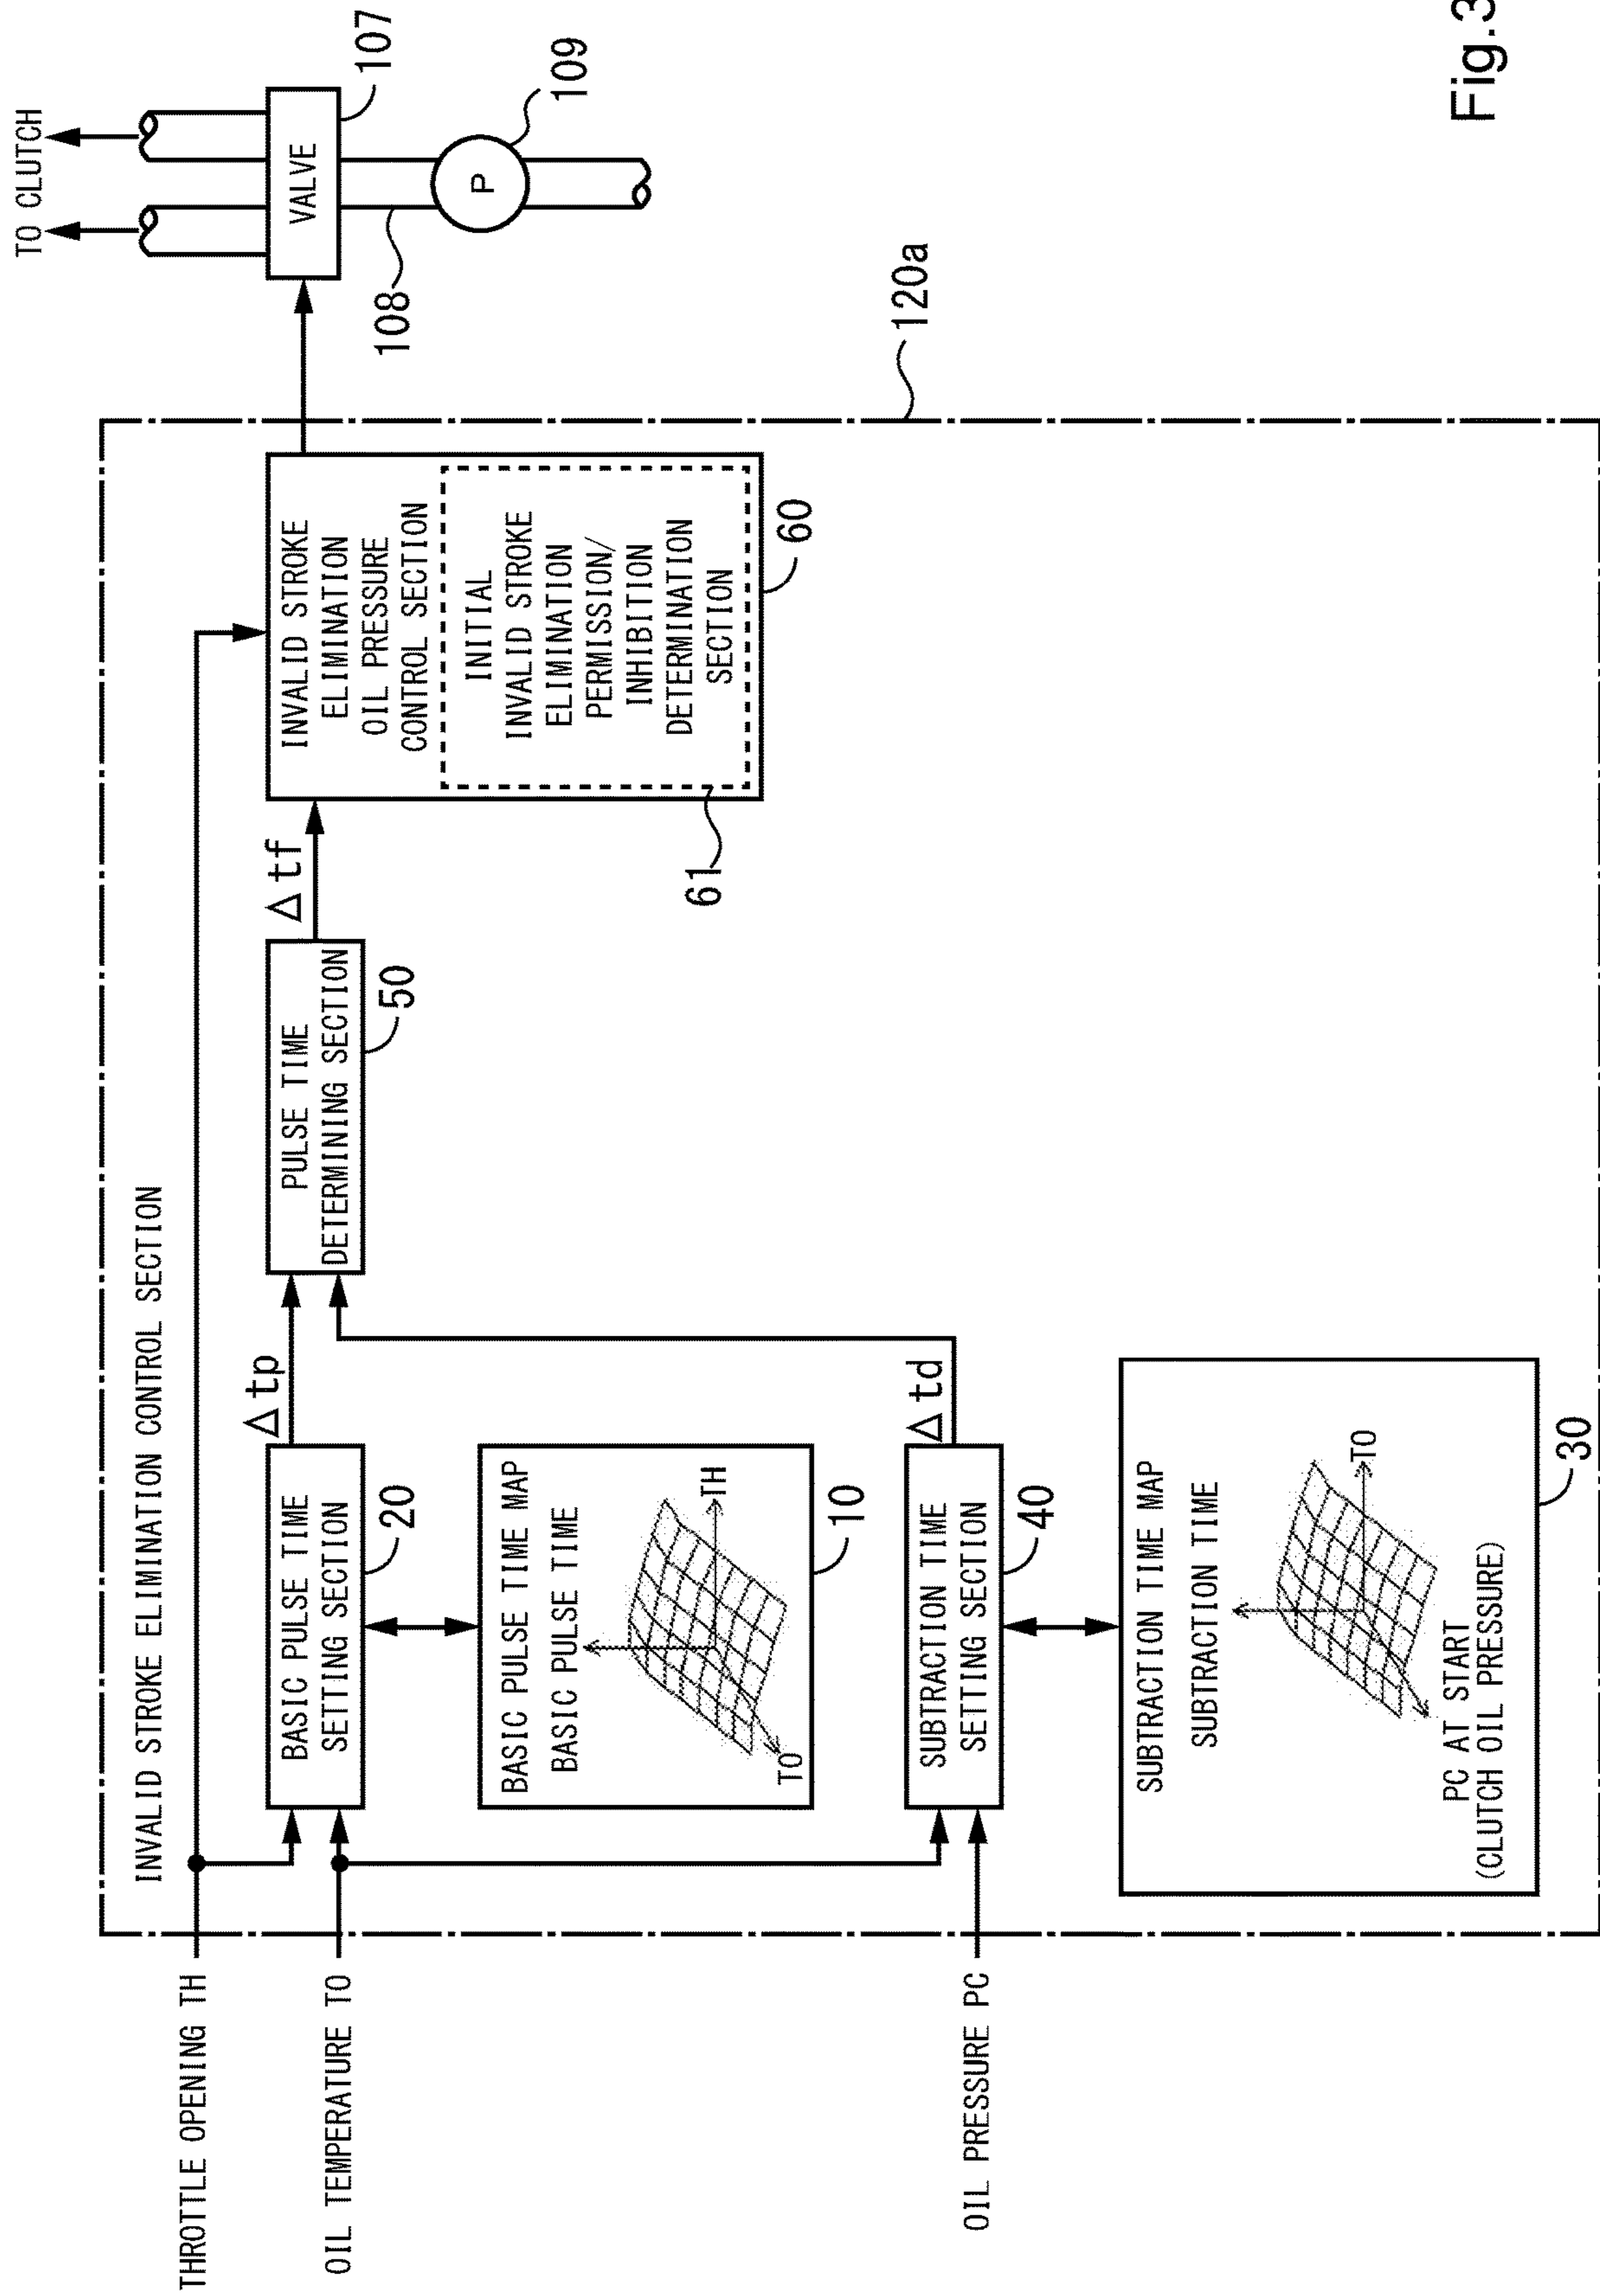 TO CLUTCH
VALVE
107
108
P
109
Fig.3
120a
INVALID STROKE ELIMINATION CONTROL SECTION
THROTTLE OPENING TH
OIL TEMPERATURE TO
OIL PRESSURE PC
BASIC PULSE TIME
SETTING SECTION
20
Δtp
PULSE TIME
DETERMINING SECTION
50
Δtf
INVALID STROKE
ELIMINATION
OIL PRESSURE
CONTROL SECTION
INITIAL
INVALID STROKE
ELIMINATION
PERMISSION/
INHIBITION
DETERMINATION
SECTION
60
61
BASIC PULSE TIME MAP
BASIC PULSE TIME
TH
TO
10
SUBTRACTION TIME
SETTING SECTION
40
Δtd
SUBTRACTION TIME MAP
SUBTRACTION TIME
TO
PC AT START
(CLUTCH OIL PRESSURE)
30